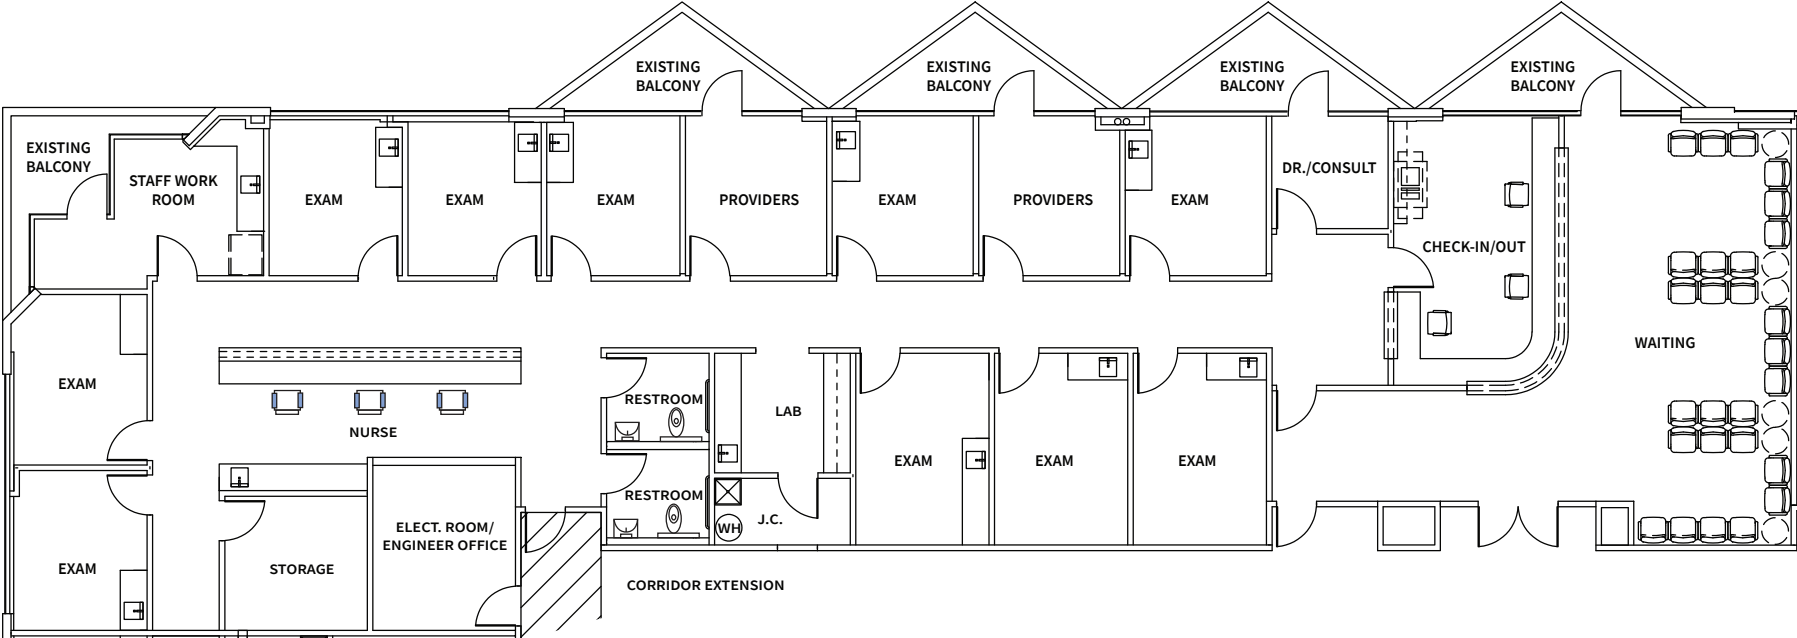 EXISTING
BALCONY
EXISTING
BALCONY
EXISTING
BALCONY
EXISTING
BALCONY
EXISTING
BALCONY
STAFF WORK
ROOM
EXAM
EXAM
EXAM
PROVIDERS
EXAM
PROVIDERS
EXAM
DR./CONSULT
CHECK-IN/OUT
WAITING
EXAM
NURSE
RESTROOM
LAB
EXAM
EXAM
EXAM
RESTROOM
J.C.
WH
ELECT. ROOM/
ENGINEER OFFICE
EXAM
STORAGE
CORRIDOR EXTENSION